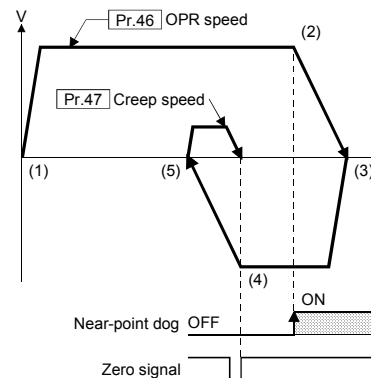 V
Pr.46 OPR speed
(2)
Pr.47 Creep speed
(1)
(5)
(3)
(4)
ON
Near-point dog OFF
Zero signal